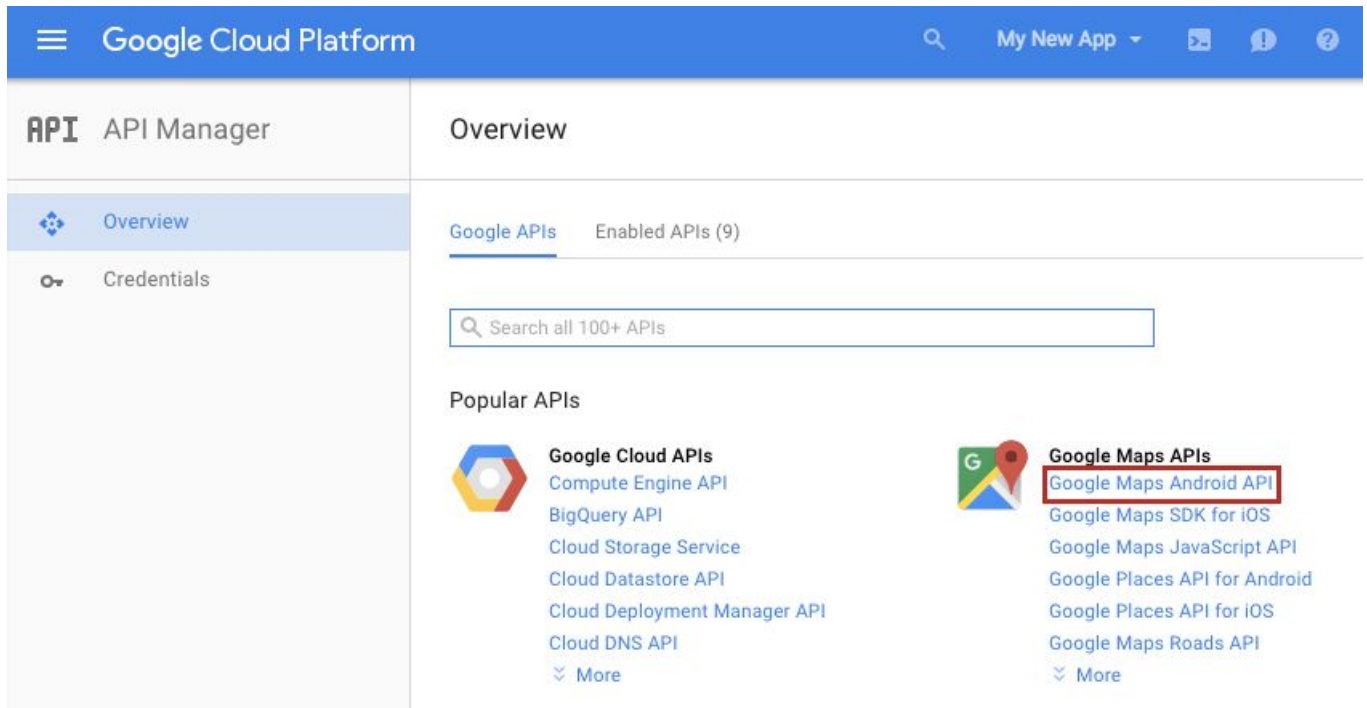 Google Cloud Platform
My New App
API API Manager
Overview
Overview
Credentials
Google APIs Enabled APIs (9)
Search all 100+ APIs
Popular APIs
Google Cloud APIs
Compute Engine API
BigQuery API
Cloud Storage Service
Cloud Datastore API
Cloud Deployment Manager API
Cloud DNS API
More
G
Google Maps APIs
Google Maps Android API
Google Maps SDK for iOS
Google Maps JavaScript API
Google Places API for Android
Google Places API for iOS
Google Maps Roads API
More